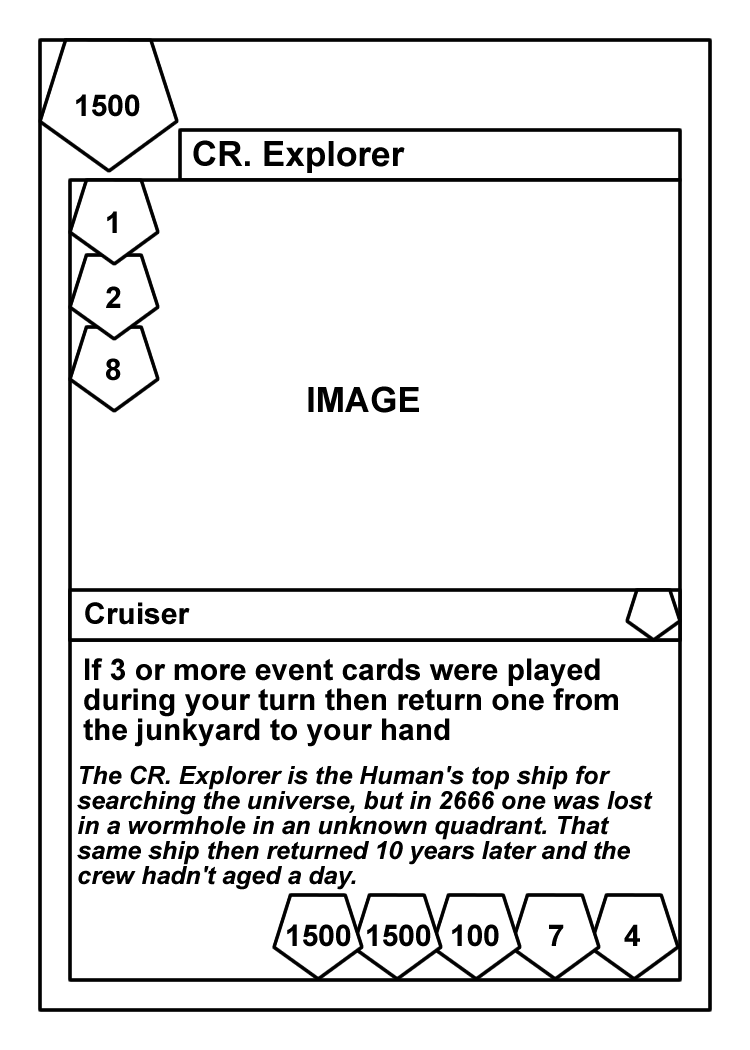 1500
CR. Explorer
1
2
8
IMAGE
Cruiser
If 3 or more event cards were played
during your turn then return one from
the junkyard to your hand
The CR. Explorer is the Human's top ship for
searching the universe, but in 2666 one was lost
in a wormhole in an unknown quadrant. That
same ship then returned 10 years later and the
crew hadn't aged a day.
1500 1500 100 7 4